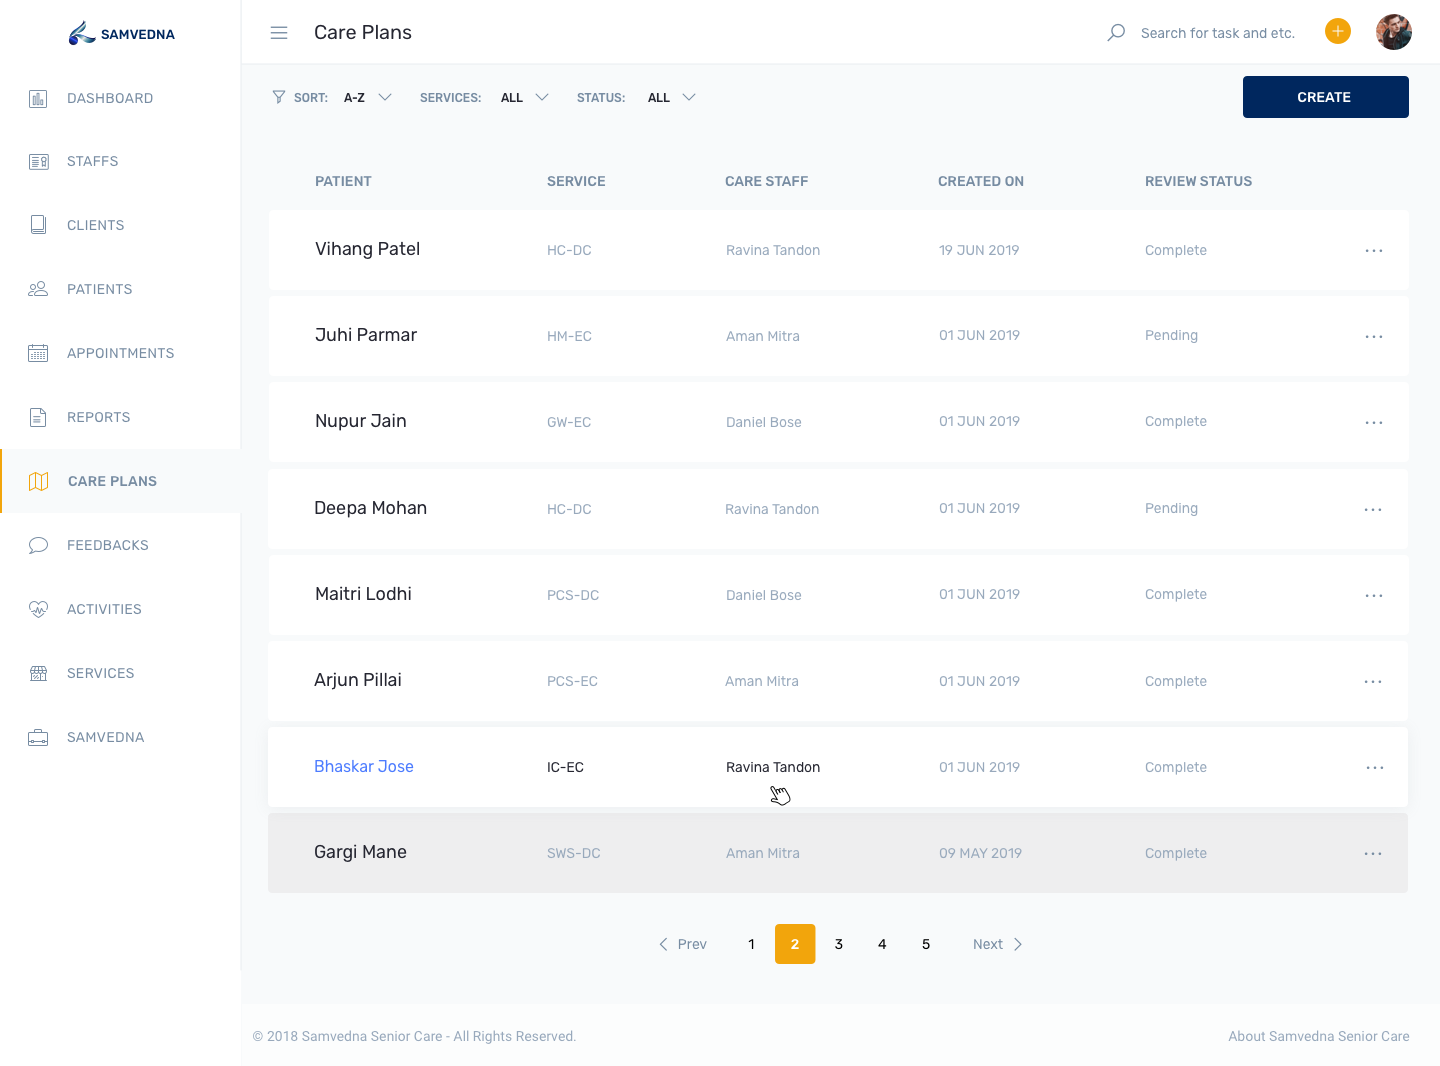 SAMVEDNA
Care Plans
Search for task and etc.
DASHBOARD
STAFFS
CLIENTS
PATIENTS
APPOINTMENTS
REPORTS
CARE PLANS
FEEDBACKS
ACTIVITIES
SERVICES
SAMVEDNA
SORT: A-Z SERVICES: ALL STATUS: ALL
CREATE
PATIENT SERVICE CARE STAFF CREATED ON REVIEW STATUS
Vihang Patel HC-DC Ravina Tandon 19 JUN 2019 Complete
Juhi Parmar HM-EC Aman Mitra 01 JUN 2019 Pending
Nupur Jain GW-EC Daniel Bose 01 JUN 2019 Complete
Deepa Mohan HC-DC Ravina Tandon 01 JUN 2019 Pending
Maitri Lodhi PCS-DC Daniel Bose 01 JUN 2019 Complete
Arjun Pillai PCS-EC Aman Mitra 01 JUN 2019 Complete
Bhaskar Jose IC-EC Ravina Tandon 01 JUN 2019 Complete
Gargi Mane SWS-DC Aman Mitra 09 MAY 2019 Complete
Prev 1 2 3 4 5 Next
© 2018 Samvedna Senior Care - All Rights Reserved.
About Samvedna Senior Care